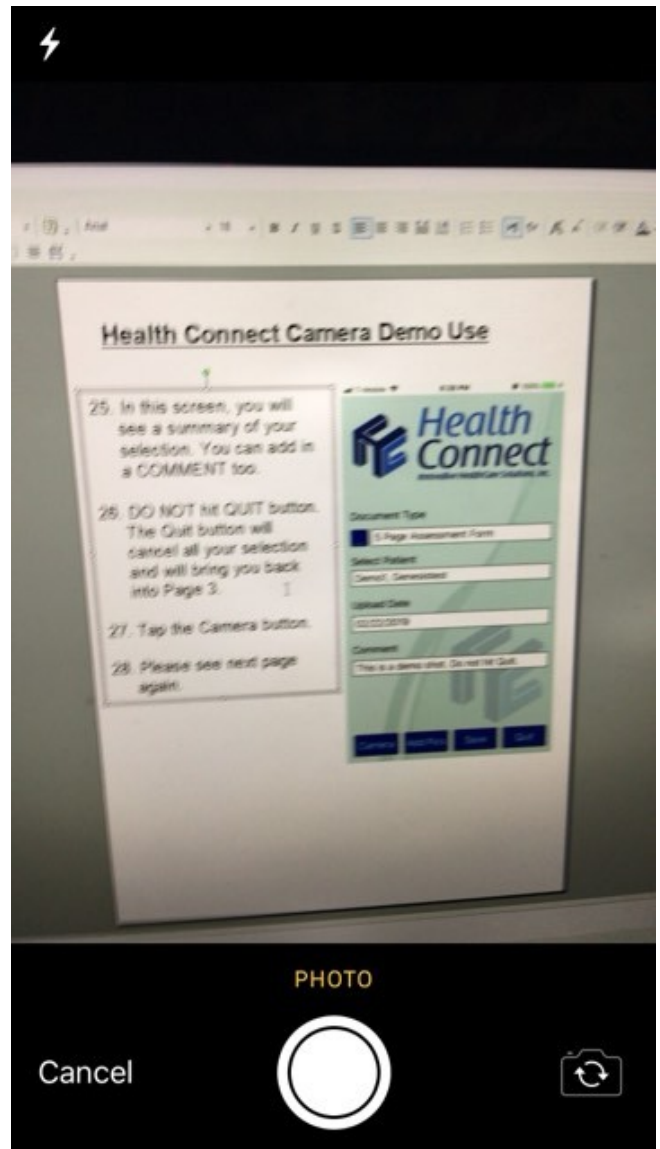 Arial
Health Connect Camera Demo Use
25. In this screen, you will
see a summary of your
selection. You can add in
a COMMENT too.
26. DO NOT hit QUIT button.
The Quit button will
cancel all your selection
and will bring you back
into Page 3.
27. Tap the Camera button.
28. Please see next page
again.
Health
Connect
Document Type
5 Page Assessment Form
Select Patient
Upload Date
02/22/2019
Comment
This is a demo shot. Do not hit Quit.
Camera Save Quit
PHOTO
Cancel